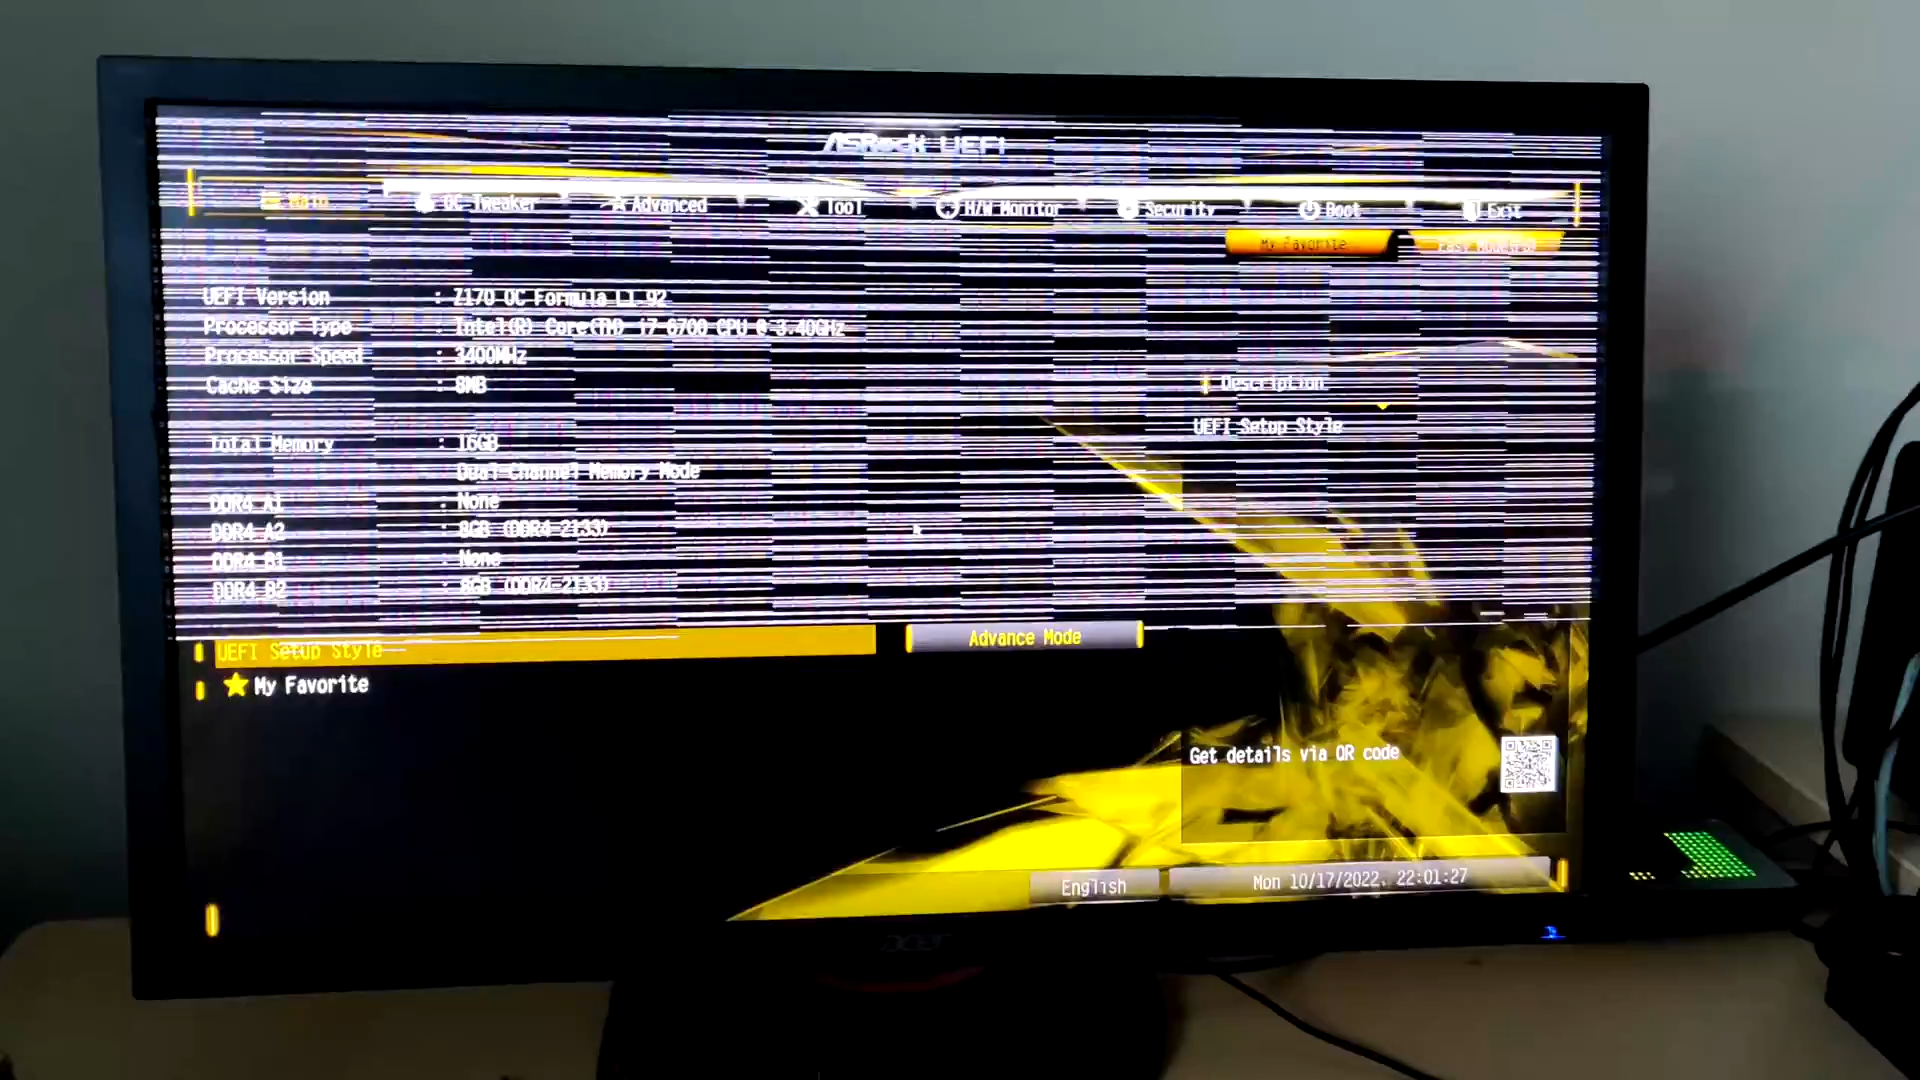 ASRock UEFI
Main OC Tweaker Advanced Tool H/W Monitor Security Boot Exit
My Favorite Easy Mode(F6)
UEFI Version : Z170 OC Formula L1.92
Processor Type : Intel(R) Core(TM) i7-6700 CPU @ 3.40GHz
Processor Speed : 3400MHz
Cache Size : 8MB
Description
UEFI Setup Style
Total Memory : 16GB
Dual-Channel Memory Mode
DDR4_A1 : None
DDR4_A2 : 8GB (DDR4-2133)
DDR4_B1 : None
DDR4_B2 : 8GB (DDR4-2133)
UEFI Setup Style Advance Mode
My Favorite
Get details via QR code
English Mon 10/17/2022, 22:01:27
acer